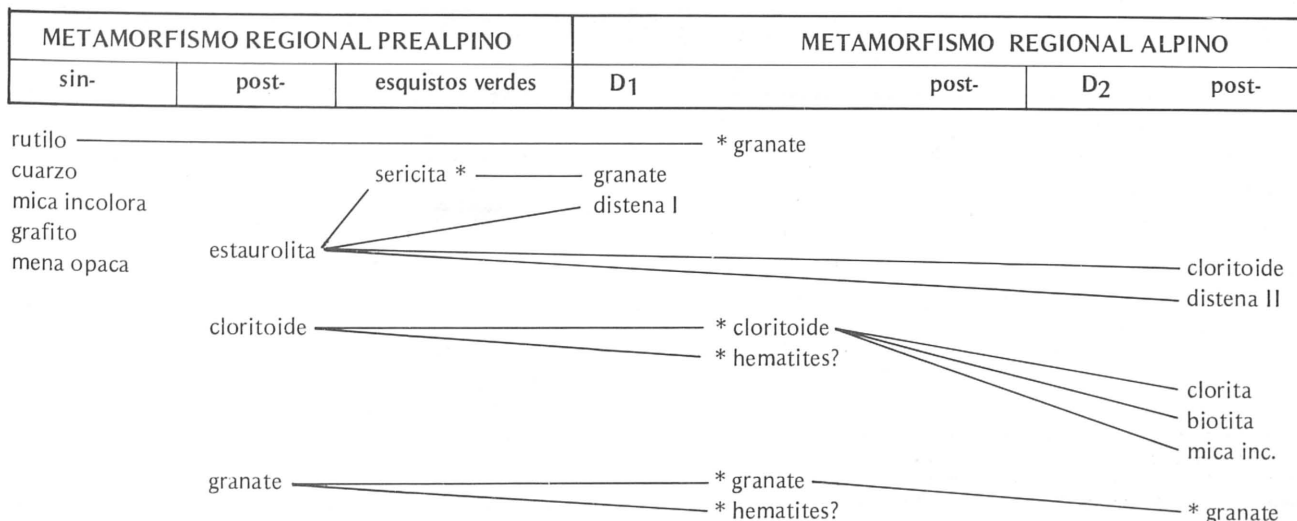 METAMORFISMO REGIONAL PREALPINO METAMORFISMO REGIONAL ALPINO
sin- post- esquistos verdes D1 post- D2 post-
rutilo * granate
cuarzo sericita * granate
mica incolora distena I
grafito estaurolita
mena opaca cloritoide
distena II
cloritoide * cloritoide
* hematites?
clorita
biotita
mica inc.
granate * granate * granate
* hematites?